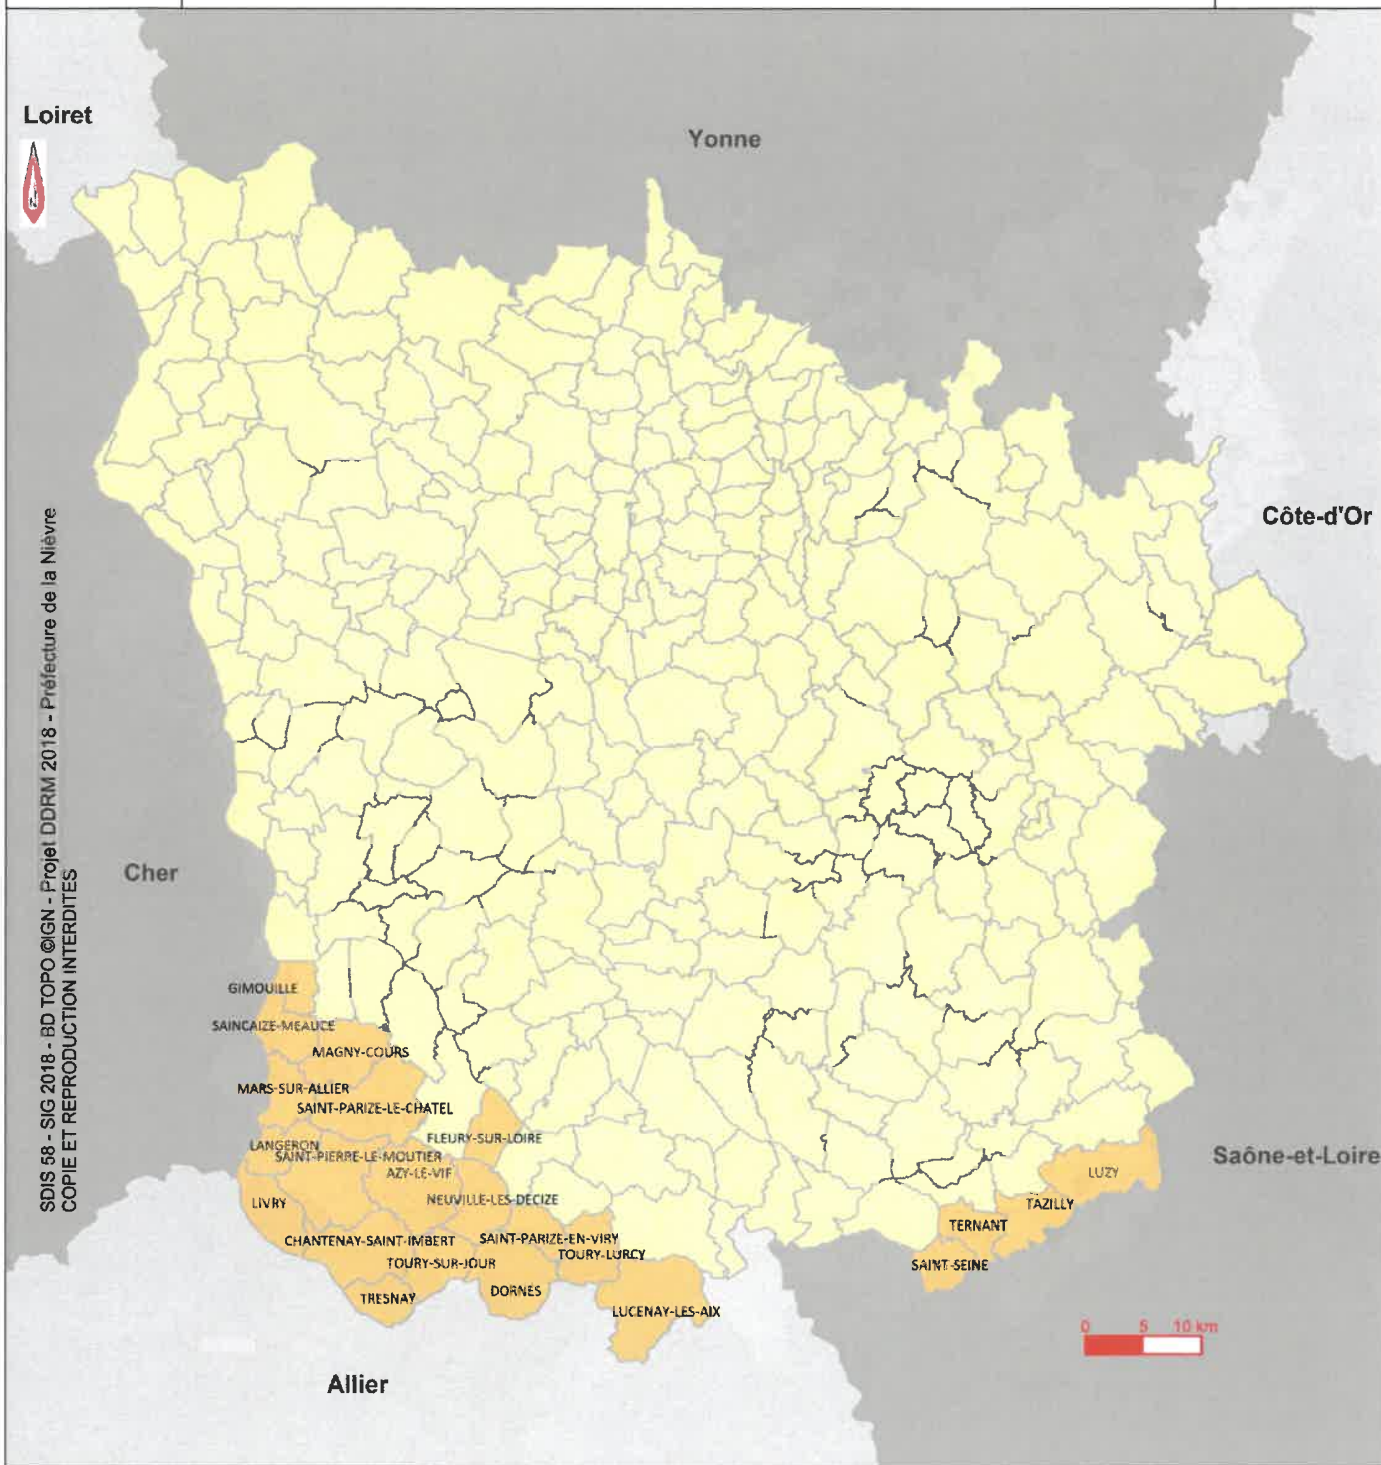 Loiret
Yonne
N
Côte-d'Or
SDIS 58 - SIG 2018 - BD TOPO ©IGN - Projet DDRM 2018 - Préfecture de la Nièvre
COPIE ET REPRODUCTION INTERDITES
Cher
GIMOUILLE
SAINCAIZE-MEAUCE
MAGNY-COURS
MARS-SUR-ALLIER
SAINT-PARIZE-LE-CHATEL
FLEURY-SUR-LOIRE
LANGERON
SAINT-PIERRE-LE-MOUTIER
AZY-LE-VIF
Saône-et-Loire
LUZY
NEUVILLE-LES-DECIZE
LIVRY
TAZILLY
TERNANT
CHANTENAY-SAINT-IMBERT
SAINT-PARIZE-EN-VIRY
TOURY-LURCY
TOURY-SUR-JOUR
SAINT-SEINE
DORNES
TRESNAY
LUCENAY-LES-AIX
0 5 10 km
Allier